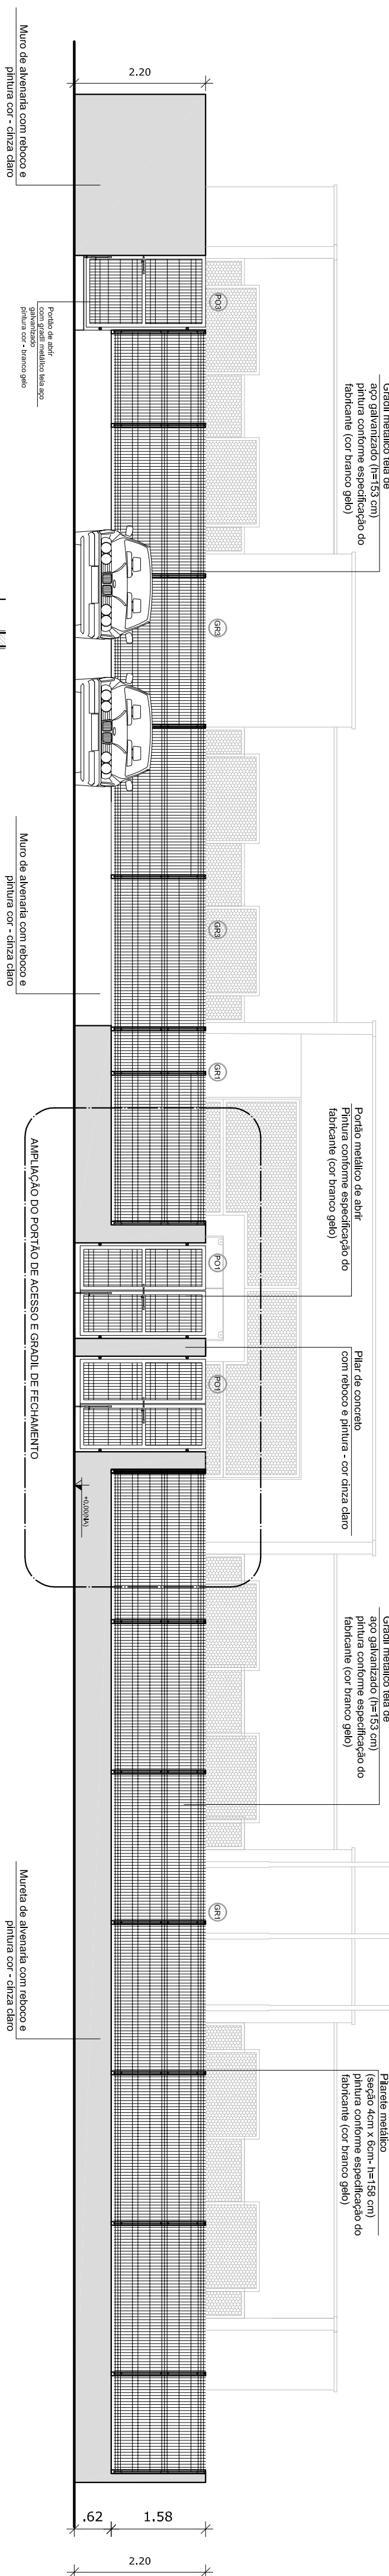 2.20
Muro de alvenaria com reboco e
pintura cor - cinza claro
Portão de abrir
com gradil metálico tela aço
galvanizado
pintura cor - branco gelo
PO3
Gradil metálico tela de
aço galvanizado (h=153 cm)
pintura conforme especificação do
fabricante (cor branco gelo)
GR3
Muro de alvenaria com reboco e
pintura cor - cinza claro
GR3
GR1
Portão metálico de abrir
Pintura conforme especificação do
fabricante (cor branco gelo)
PO1
AMPLIAÇÃO DO PORTÃO DE ACESSO E GRADIL DE FECHAMENTO
Pilar de concreto
com reboco e pintura - cor cinza claro
PO1
+0,00(NA)
Gradil metálico tela de
aço galvanizado (h=153 cm)
pintura conforme especificação do
fabricante (cor branco gelo)
GR1
Mureta de alvenaria com reboco e
pintura cor - cinza claro
Pilarete metálico
(seção 4cm x 6cm- h=158 cm)
pintura conforme especificação do
fabricante (cor branco gelo)
.62
1.58
2.20